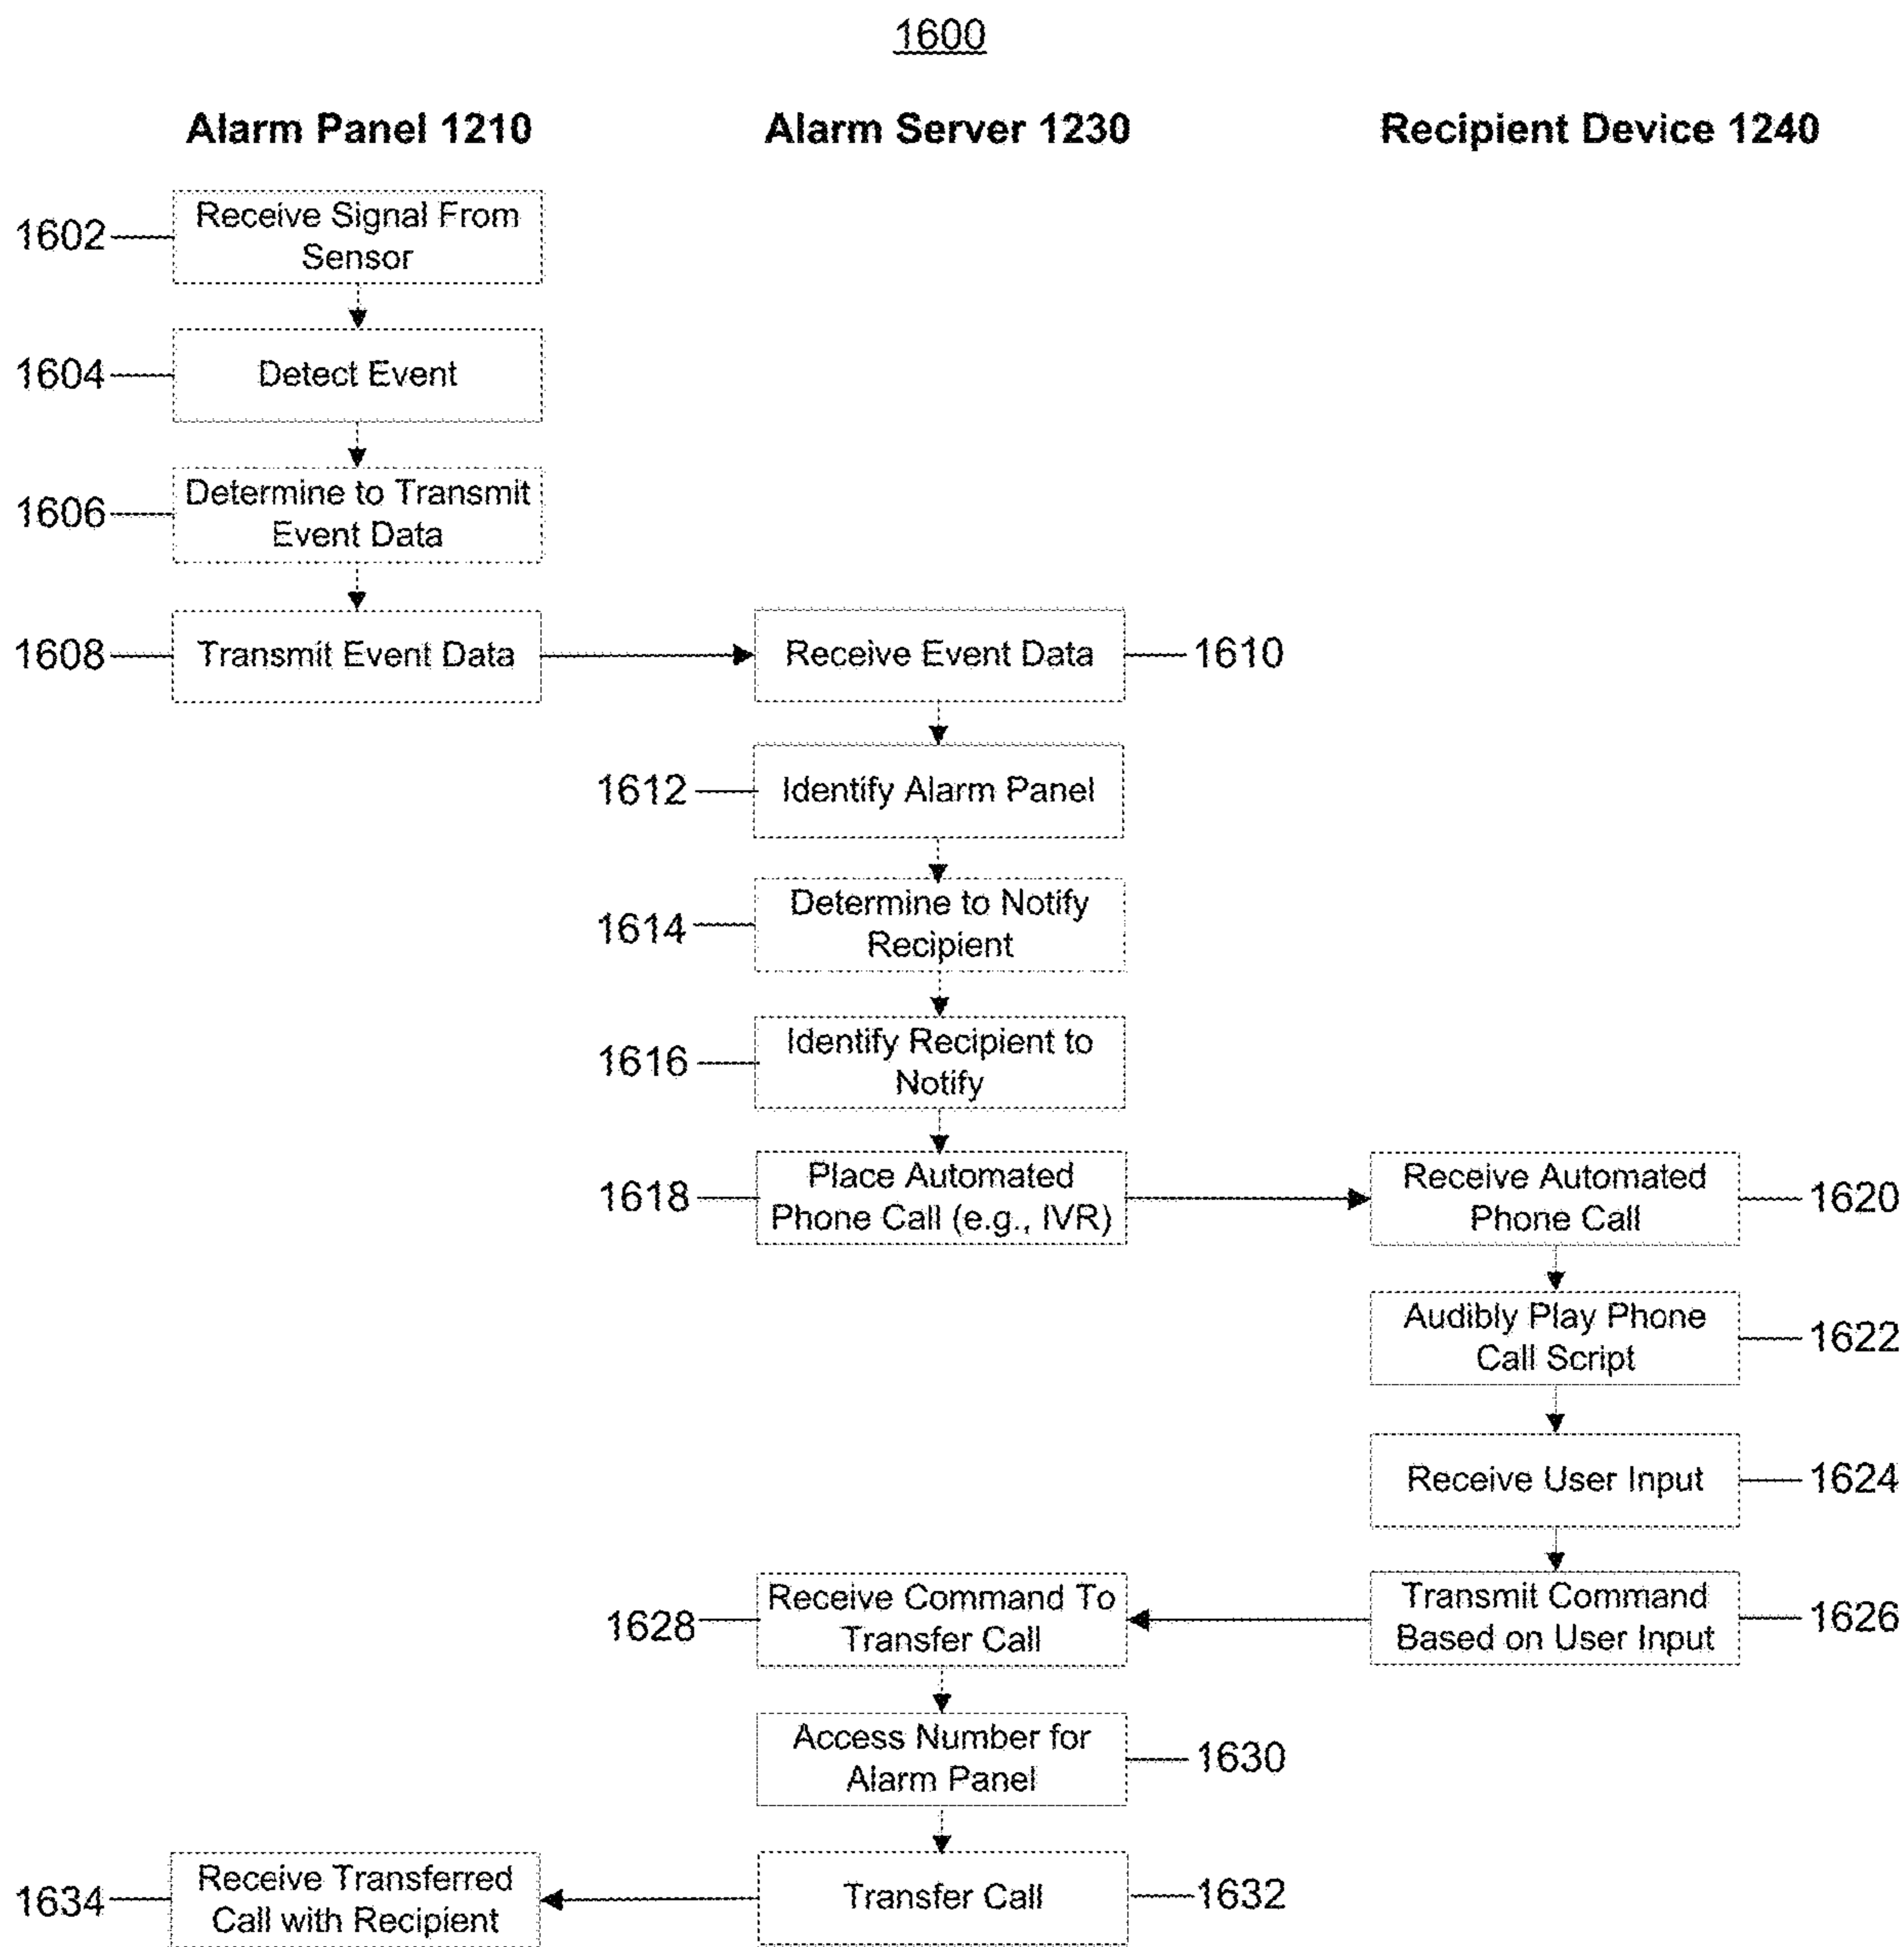 1600
Alarm Panel 1210
Alarm Server 1230
Recipient Device 1240
1602
Receive Signal From
Sensor
1604
Detect Event
1606
Determine to Transmit
Event Data
1608
Transmit Event Data
Receive Event Data
1610
1612
Identify Alarm Panel
1614
Determine to Notify
Recipient
1616
Identify Recipient to
Notify
1618
Place Automated
Phone Call (e.g., IVR)
Receive Automated
Phone Call
1620
Audibly Play Phone
Call Script
1622
Receive User Input
1624
Transmit Command
Based on User Input
1626
1628
Receive Command To
Transfer Call
Access Number for
Alarm Panel
1630
Transfer Call
1632
1634
Receive Transferred
Call with Recipient